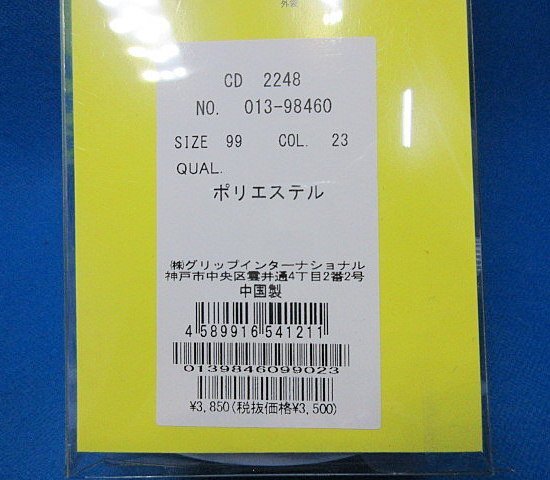 外袋
CD 2248
NO. 013-98460
SIZE 99 COL. 23
QUAL.
ポリエステル
㈱グリップインターナショナル
神戸市中央区雲井通4丁目2番2号
中国製
4589916541211
0139846099023
¥3,850(税抜価格¥3,500)